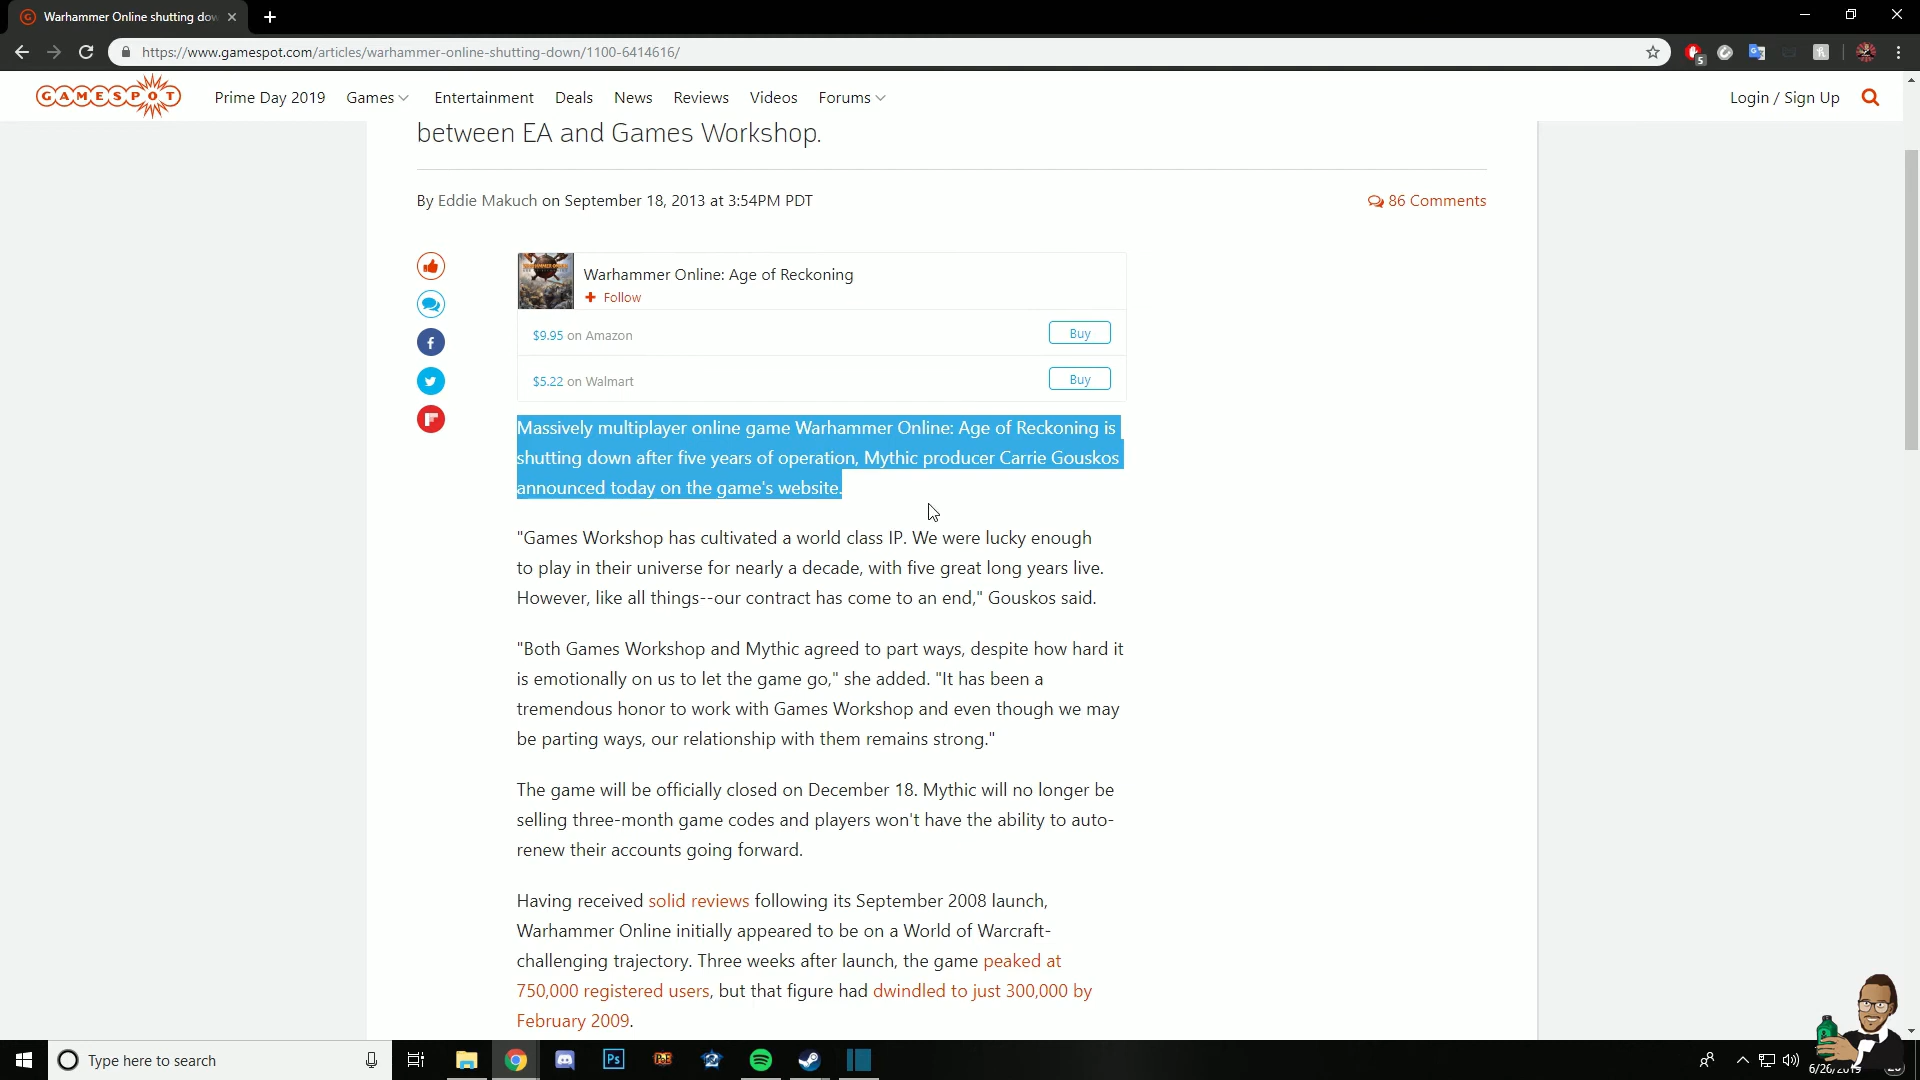 Warhammer Online shutting dow
https://www.gamespot.com/articles/warhammer-online-shutting-down/1100-6414616/
5
GAMESPOT
Prime Day 2019 Games Entertainment Deals News Reviews Videos Forums Login / Sign Up
between EA and Games Workshop.
By Eddie Makuch on September 18, 2013 at 3:54PM PDT
86 Comments
Warhammer Online: Age of Reckoning
+ Follow
$9.95 on Amazon Buy
$5.22 on Walmart Buy
Massively multiplayer online game Warhammer Online: Age of Reckoning is
shutting down after five years of operation, Mythic producer Carrie Gouskos
announced today on the game's website.
"Games Workshop has cultivated a world class IP. We were lucky enough
to play in their universe for nearly a decade, with five great long years live.
However, like all things--our contract has come to an end," Gouskos said.
"Both Games Workshop and Mythic agreed to part ways, despite how hard it
is emotionally on us to let the game go," she added. "It has been a
tremendous honor to work with Games Workshop and even though we may
be parting ways, our relationship with them remains strong."
The game will be officially closed on December 18. Mythic will no longer be
selling three-month game codes and players won't have the ability to auto-
renew their accounts going forward.
Having received solid reviews following its September 2008 launch,
Warhammer Online initially appeared to be on a World of Warcraft-
challenging trajectory. Three weeks after launch, the game peaked at
750,000 registered users, but that figure had dwindled to just 300,000 by
February 2009.
Type here to search
Ps
6/26/2019